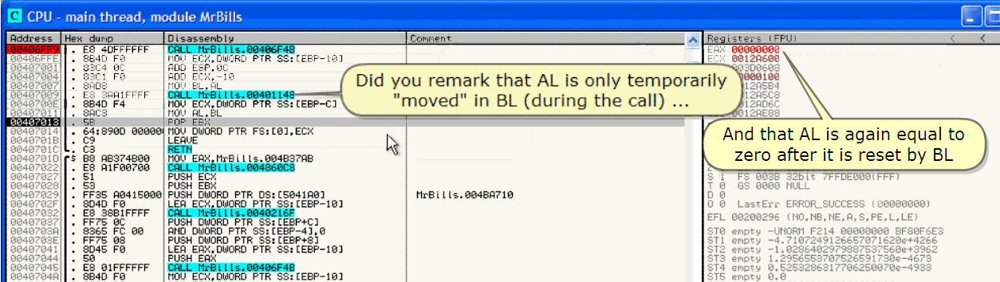 C CPU - main thread, module MrBills
Address Hex dump Disassembly Comment Registers (FPU) < <
00406FF9 . E8 4DFFFFFF CALL MrBills.00406F4B EAX 00000000
00406FFE . 8B4D F0 MOV ECX,DWORD PTR SS:[EBP-10] ECX 0012A600
00407001 . 83C4 0C ADD ESP,0C 003D0608
00407004 . 83C1 F0 ADD ECX,-10 00000100
00407007 . 8AD8 MOV BL,AL 0012A5B4
00407009 . E8 3AA1FFFF CALL MrBills.00401148 0012A5C8
0040700E . 8B4D F4 MOV ECX,DWORD PTR SS:[EBP-C] 0012AD6C
00407011 . 8AC3 MOV AL,BL 0012AE88
00407013 . 5B POP EBX
00407014 . 64:890D 000000 MOV DWORD PTR FS:[0],ECX
0040701B . C9 LEAVE
0040701C . C3 RETN
0040701D $ B8 AB374B00 MOV EAX,MrBills.004B37AB
00407022 . E8 A1F00700 CALL MrBills.004860C8
00407027 . 51 PUSH ECX S 1 FS 003B 32bit 7FFDE000(FFF)
00407028 . 53 PUSH EBX T 0 GS 0000 NULL
00407029 . FF35 A0415000 PUSH DWORD PTR DS:[5041A0] MrBills.004BA710 D 0
0040702F . 8D4D F0 LEA ECX,DWORD PTR SS:[EBP-10] O 0 LastErr ERROR_SUCCESS (00000000)
00407032 . E8 38B1FFFF CALL MrBills.0040216F
00407037 . FF75 0C PUSH DWORD PTR SS:[EBP+C] EFL 00200296 (NO,NB,NE,A,S,PE,L,LE)
0040703A . 8365 FC 00 AND DWORD PTR SS:[EBP-4],0
0040703E . FF75 08 PUSH DWORD PTR SS:[EBP+8] ST0 empty -UNORM F214 00000000 BF80F6E3
00407041 . 8D45 F0 LEA EAX,DWORD PTR SS:[EBP-10] ST1 empty -4.7107249126657071620e+4266
00407044 . 50 PUSH EAX ST2 empty -1.0286402979887537560e+3962
00407045 . E8 01FFFFFF CALL MrBills.00406F4B ST3 empty 1.2956553707526591730e-4673
0040704A . 8B4D F0 MOV ECX,DWORD PTR SS:[EBP-10] ST4 empty 0.5253286317706250070e-4933
ST5 empty 0.0
Did you remark that AL is only temporarily
"moved" in BL (during the call) ...
And that AL is again equal to
zero after it is reset by BL